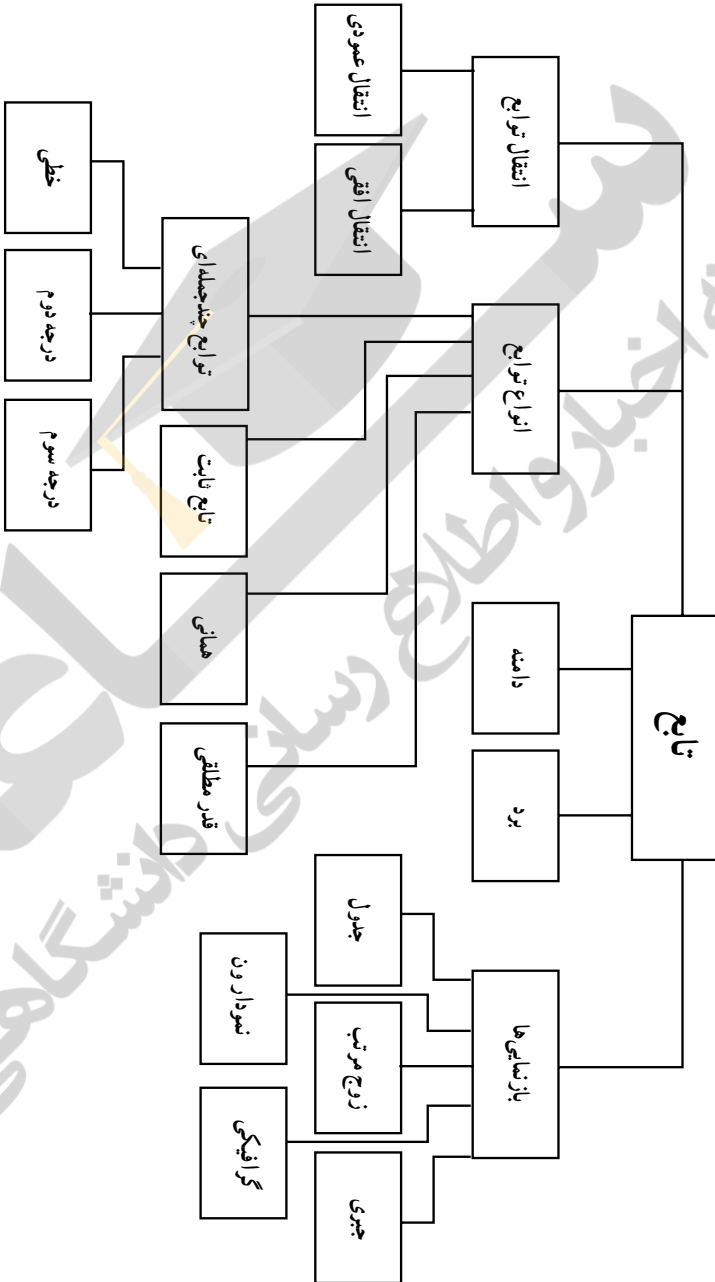 تابع
بازنمایی‌ها
جبری
گرافیکی
زوج مرتب
نمودار ون
جدول
برد
دامنه
انواع توابع
قدر مطلقی
همانی
تابع ثابت
توابع چندجمله‌ای
درجه سوم
درجه دوم
خطی
انتقال توابع
انتقال افقی
انتقال عمودی